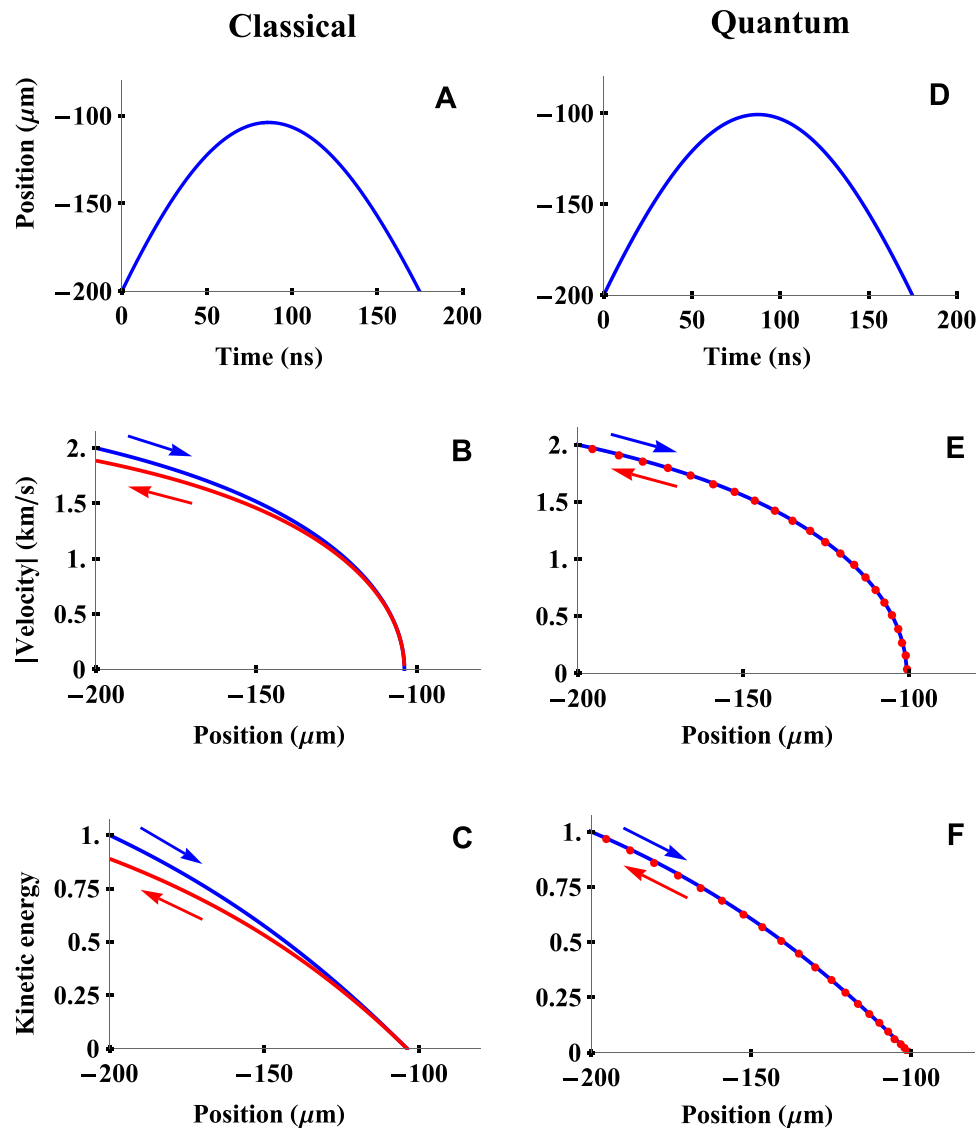 Classical
Quantum
A
Position (μm)
−100
−150
−200
0 50 100 150 200
Time (ns)
D
−100
−150
−200
0 50 100 150 200
Time (ns)
B
|Velocity| (km/s)
2.
1.5
1.
0.5
0
−200 −150 −100
Position (μm)
E
2.
1.5
1.
0.5
0
−200 −150 −100
Position (μm)
C
Kinetic energy
1.
0.75
0.5
0.25
0
−200 −150 −100
Position (μm)
F
1.
0.75
0.5
0.25
0
−200 −150 −100
Position (μm)